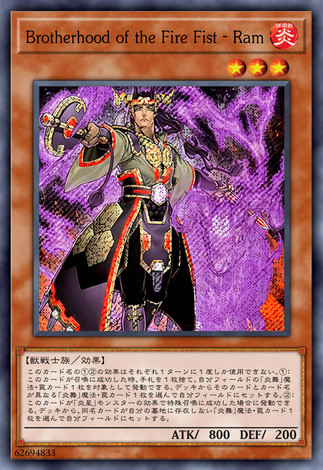 Brotherhood of the Fire Fist - Ram
炎
【獣戦士族／効果】
このカード名の①②の効果はそれぞれ１ターンに１度しか使用できない。①：
このカードが召喚に成功した時、手札を１枚捨て、自分フィールドの「炎舞」魔
法・罠カード１枚を対象として発動できる。デッキからそのカードとカード名
が異なる「炎舞」魔法・罠カード１枚を選んで自分フィールドにセットする。②：
このカードが「炎星」モンスターの効果で特殊召喚に成功した場合に発動でき
る。デッキから、同名カードが自分の墓地に存在しない「炎舞」魔法・罠カード１
枚を選んで自分フィールドにセットする。
ATK/ 800 DEF/ 200
62694833